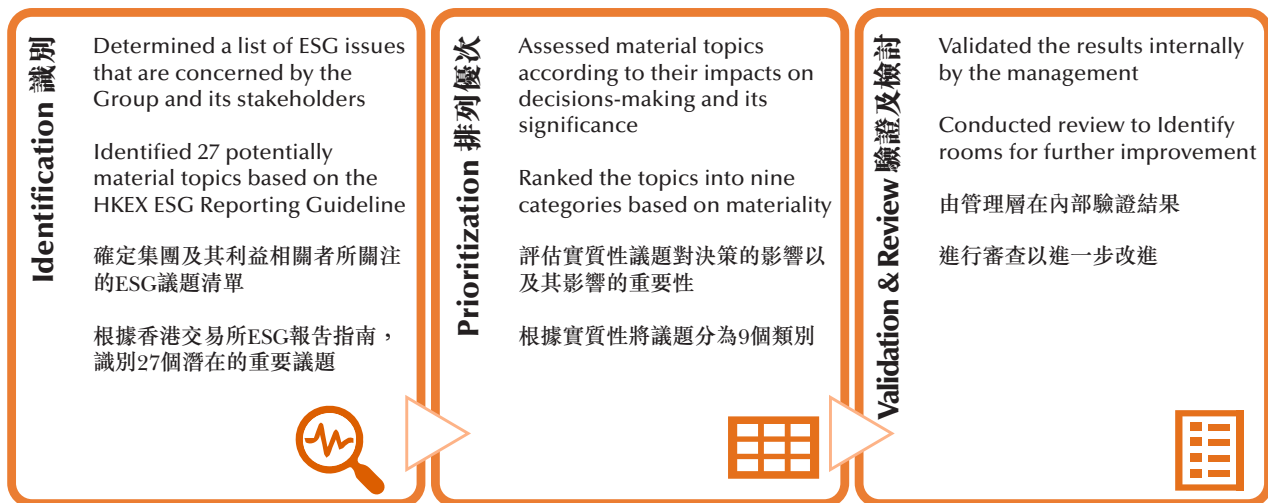 Identification 識別
Determined a list of ESG issues
that are concerned by the
Group and its stakeholders
Identified 27 potentially
material topics based on the
HKEX ESG Reporting Guideline
確定集團及其利益相關者所關注
的ESG議題清單
根據香港交易所ESG報告指南，
識別27個潛在的重要議題
Prioritization 排列優次
Assessed material topics
according to their impacts on
decisions-making and its
significance
Ranked the topics into nine
categories based on materiality
評估實質性議題對決策的影響以
及其影響的重要性
根據實質性將議題分為9個類別
Validation & Review 驗證及檢討
Validated the results internally
by the management
Conducted review to Identify
rooms for further improvement
由管理層在內部驗證結果
進行審查以進一步改進